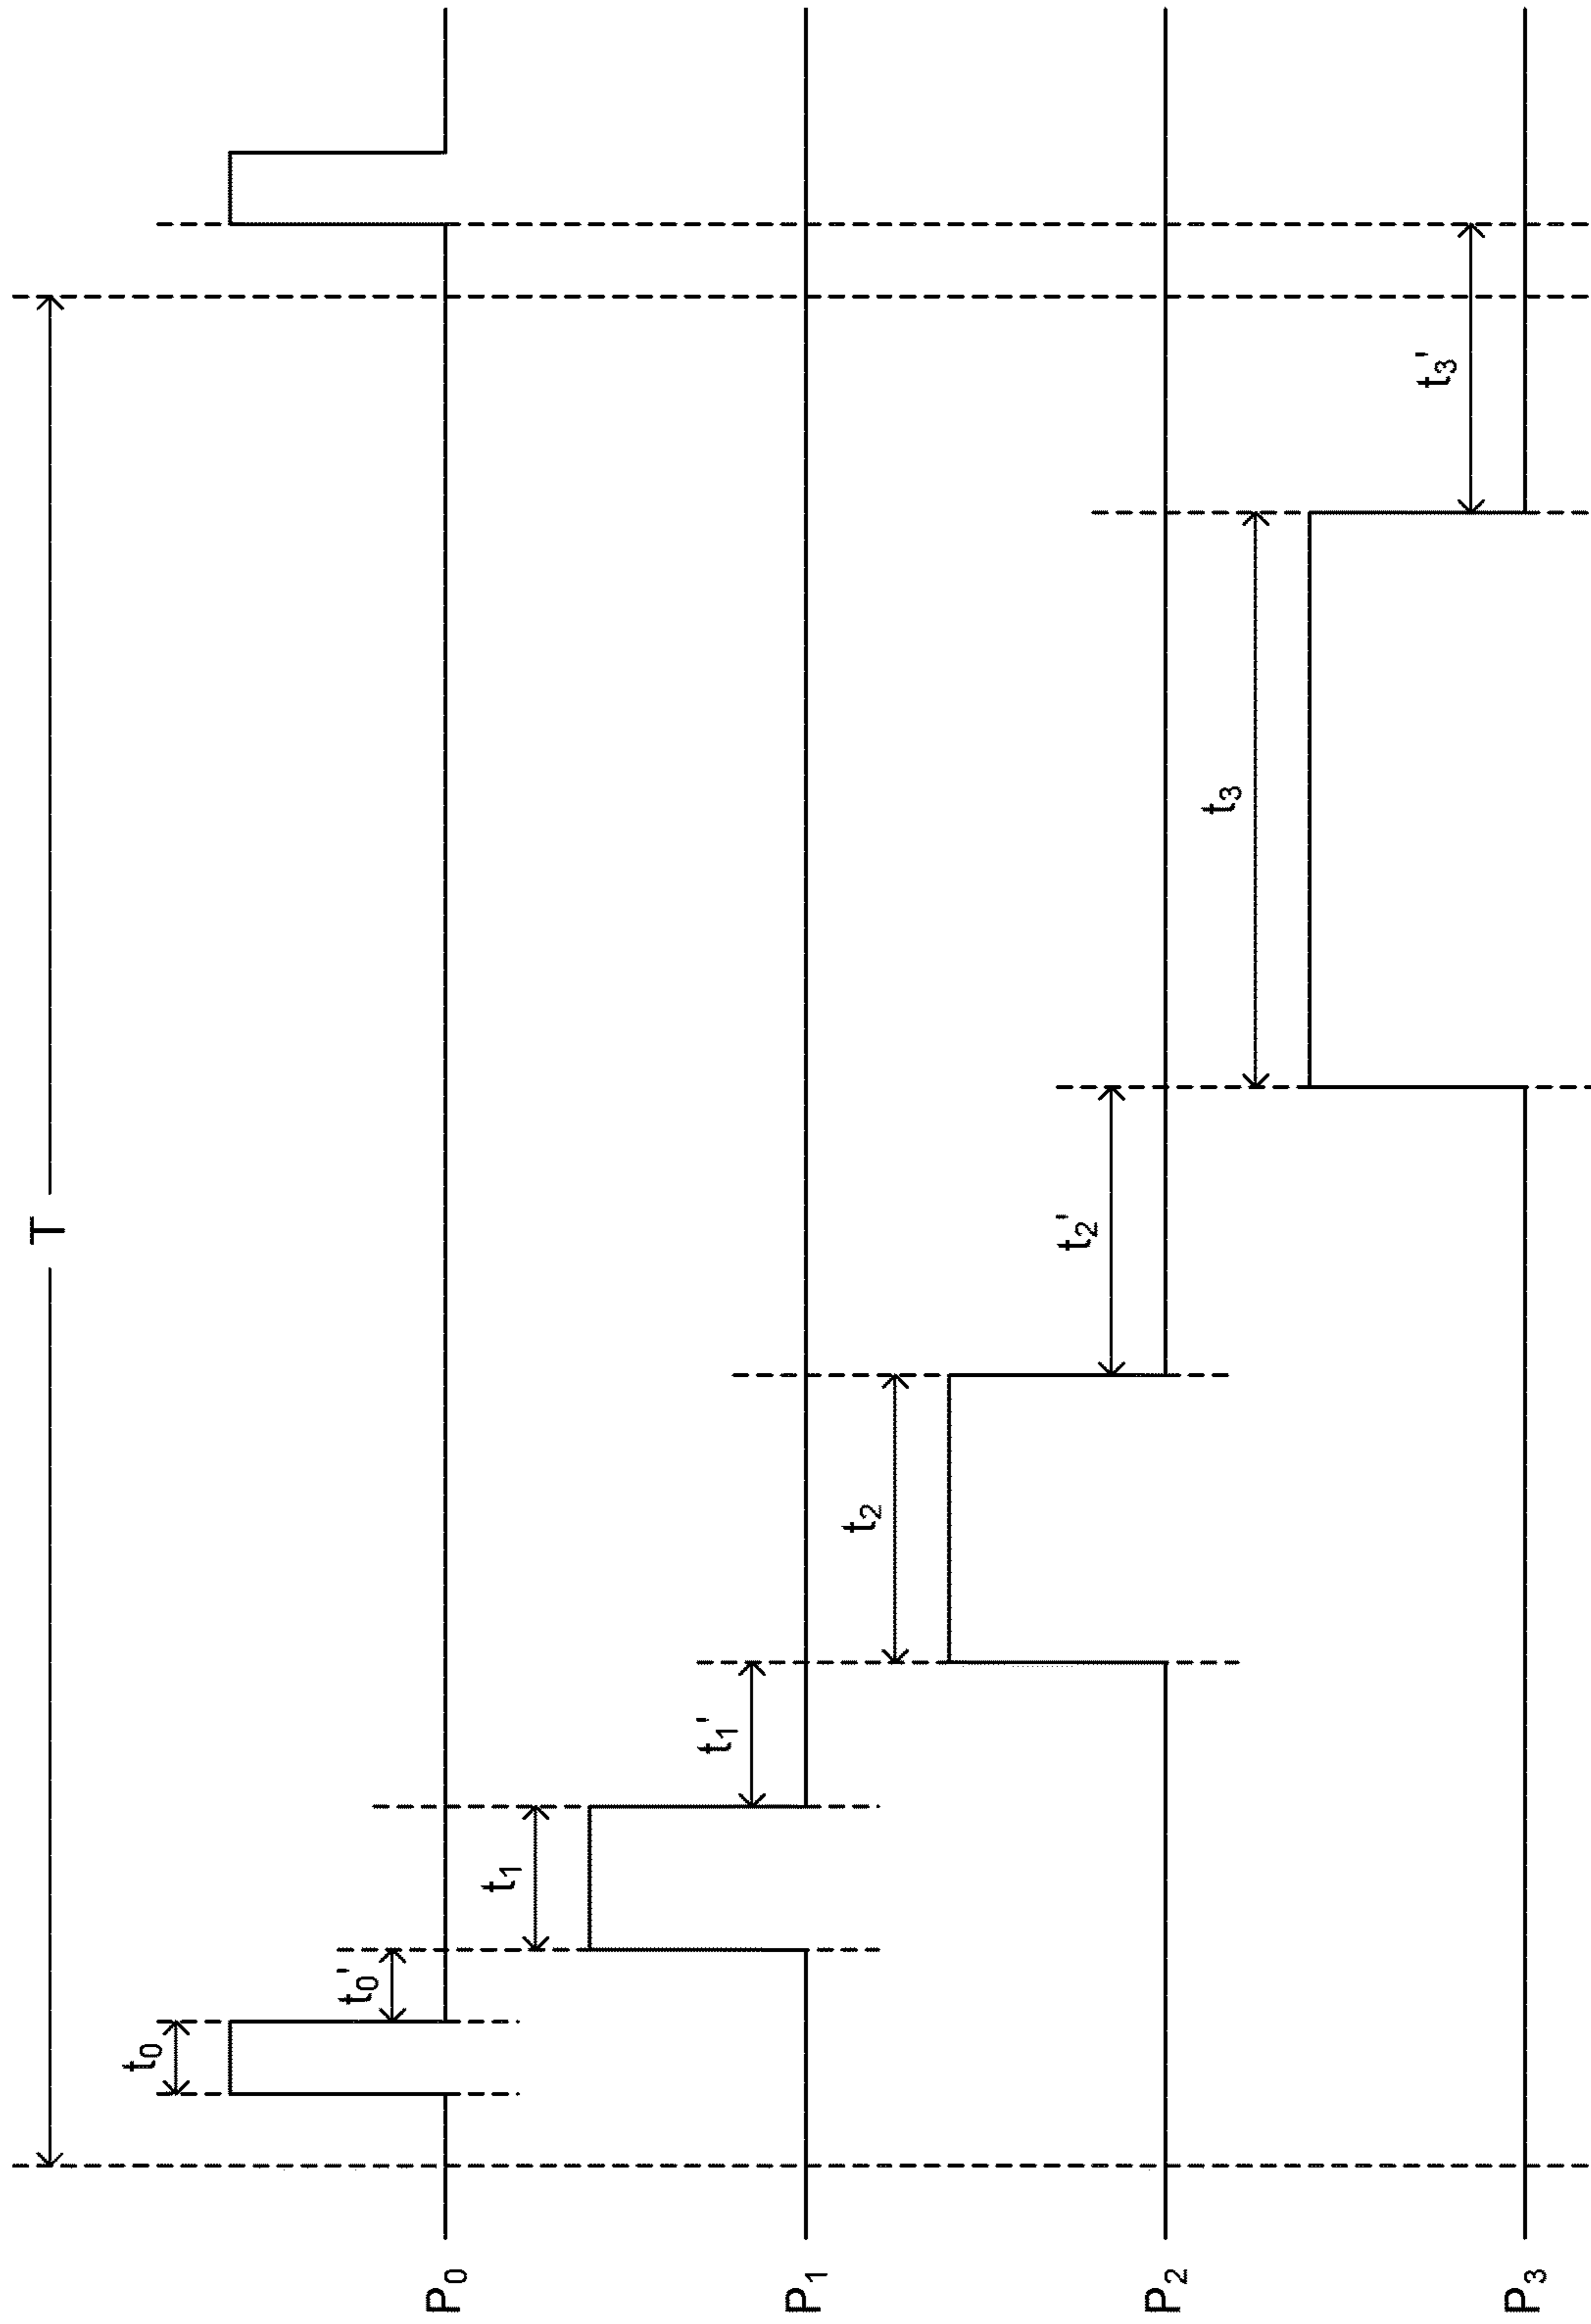 T
P₀
t₀
t₀'
P₁
t₁
t₁'
P₂
t₂
t₂'
P₃
t₃
t₃'